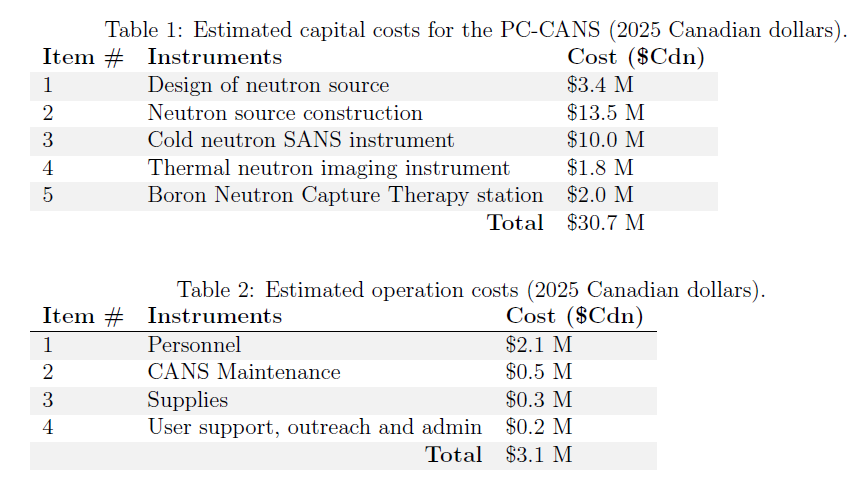 Table 1: Estimated capital costs for the PC-CANS (2025 Canadian dollars).
Item # Instruments Cost ($Cdn)
1 Design of neutron source $3.4 M
2 Neutron source construction $13.5 M
3 Cold neutron SANS instrument $10.0 M
4 Thermal neutron imaging instrument $1.8 M
5 Boron Neutron Capture Therapy station $2.0 M
Total $30.7 M
Table 2: Estimated operation costs (2025 Canadian dollars).
Item # Instruments Cost ($Cdn)
1 Personnel $2.1 M
2 CANS Maintenance $0.5 M
3 Supplies $0.3 M
4 User support, outreach and admin $0.2 M
Total $3.1 M